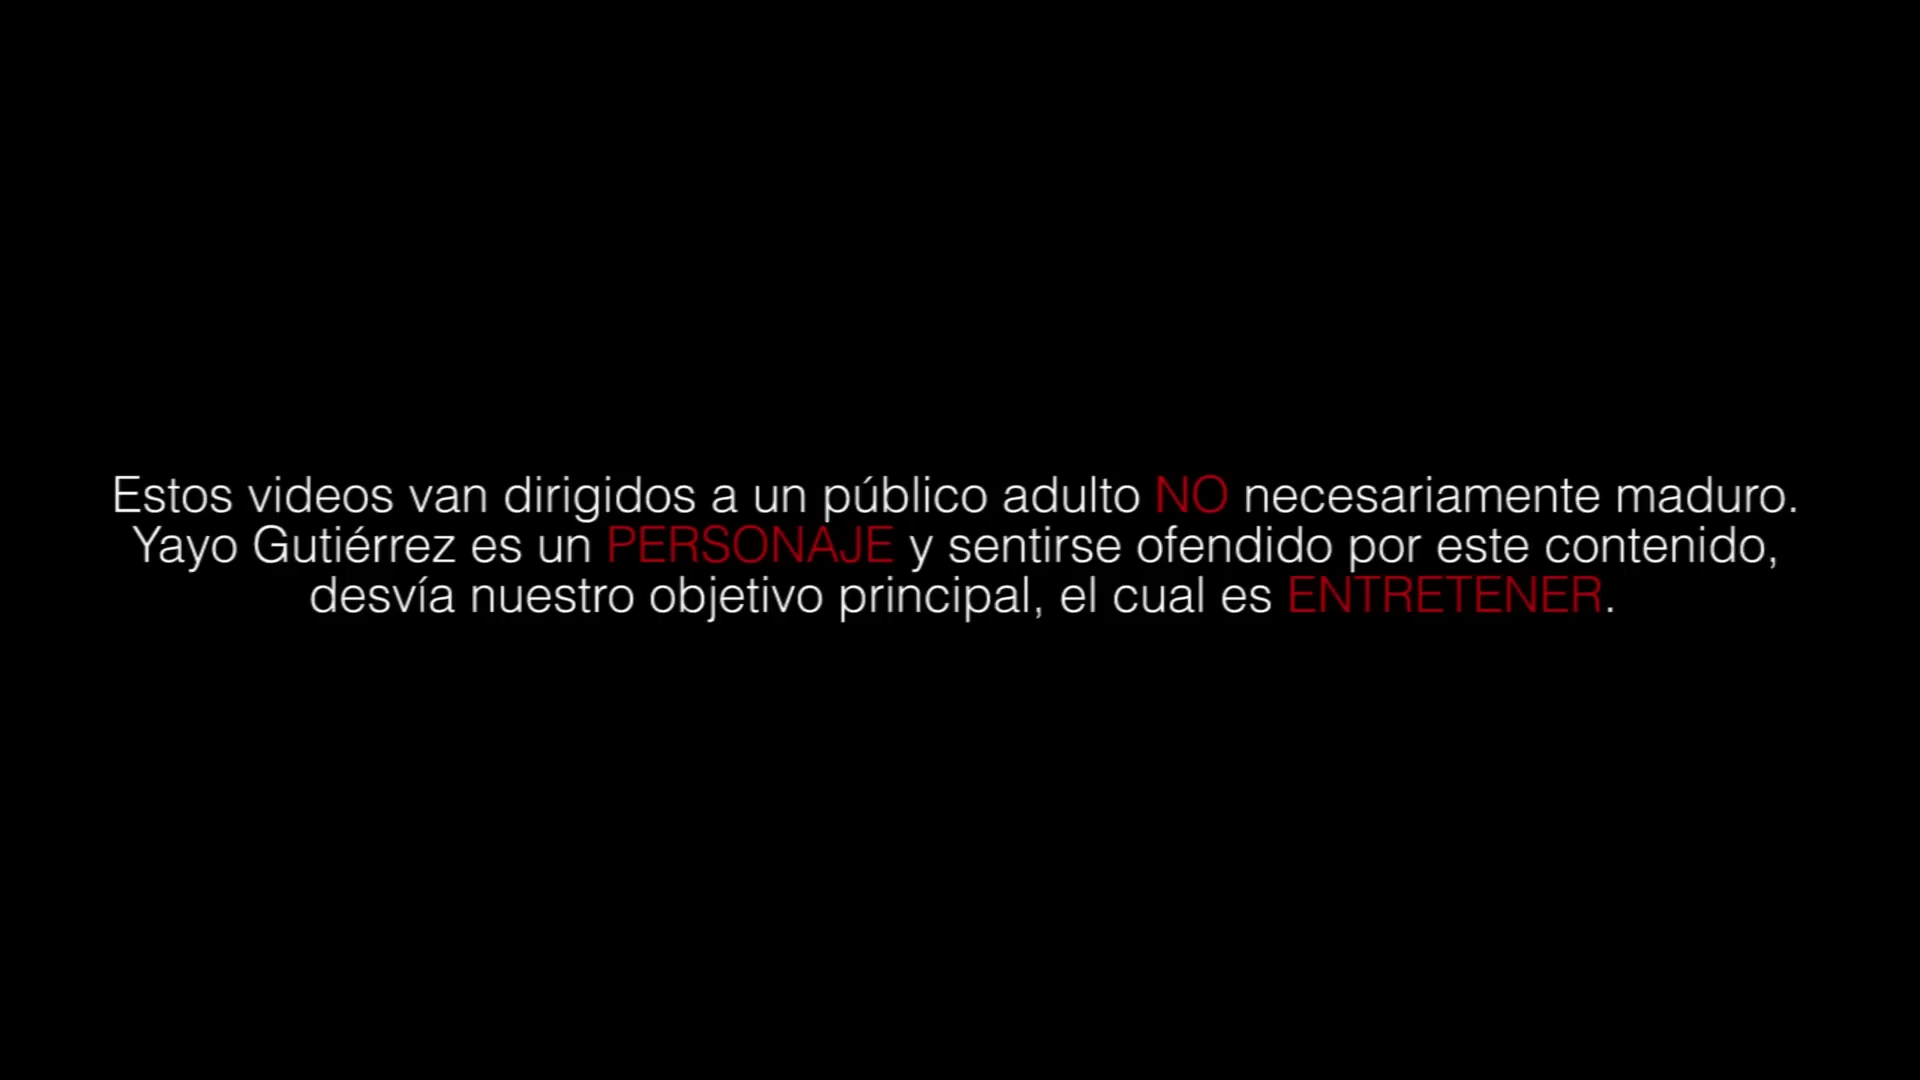 Estos videos van dirigidos a un público adulto NO necesariamente maduro.
Yayo Gutiérrez es un PERSONAJE y sentirse ofendido por este contenido,
desvía nuestro objetivo principal, el cual es ENTRETENER.